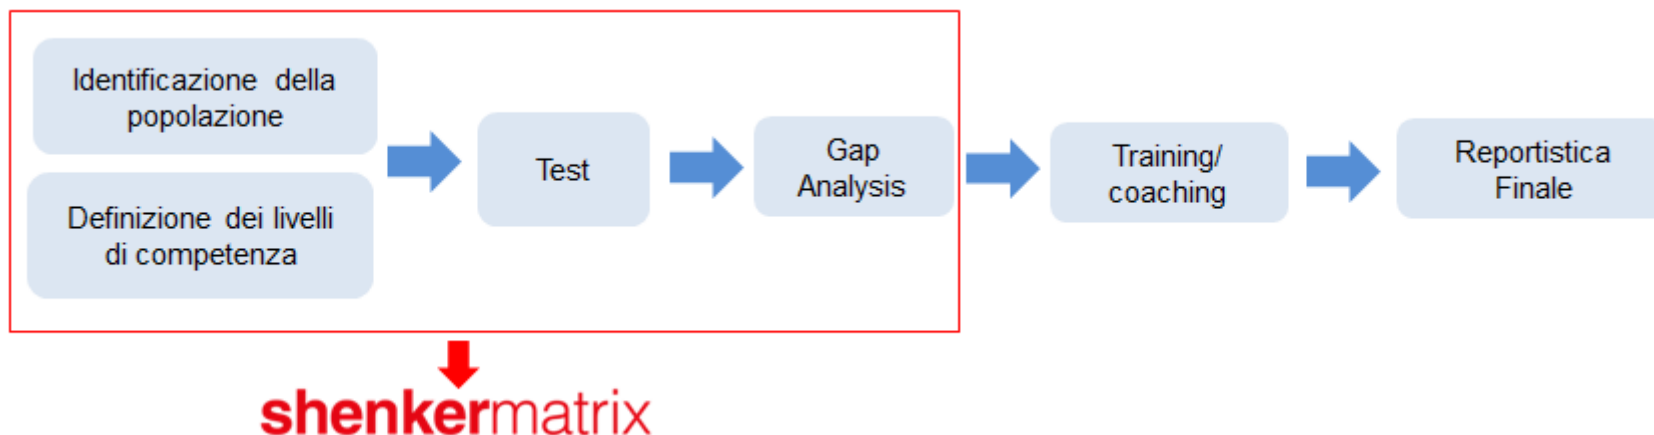 Identificazione della
popolazione
Definizione dei livelli
di competenza
Test
Gap
Analysis
Training/
coaching
Reportistica
Finale
shenkermatrix